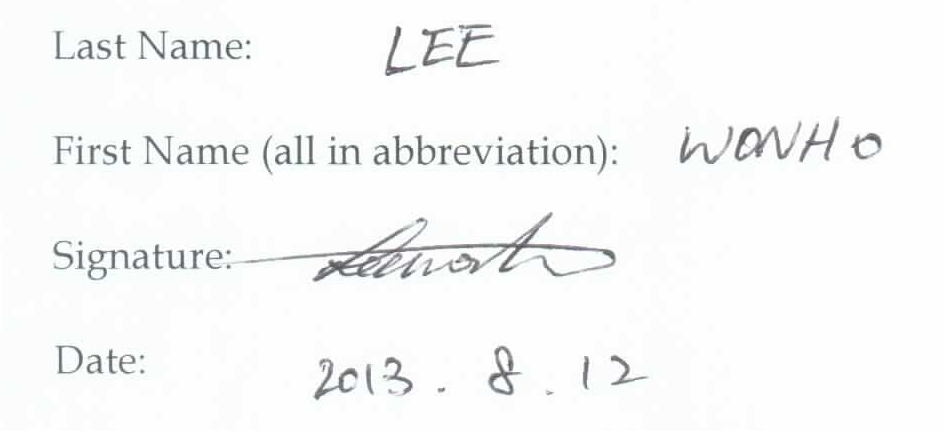 Last Name: LEE
First Name (all in abbreviation): WONHO
Signature:
Date: 2013 . 8 . 12